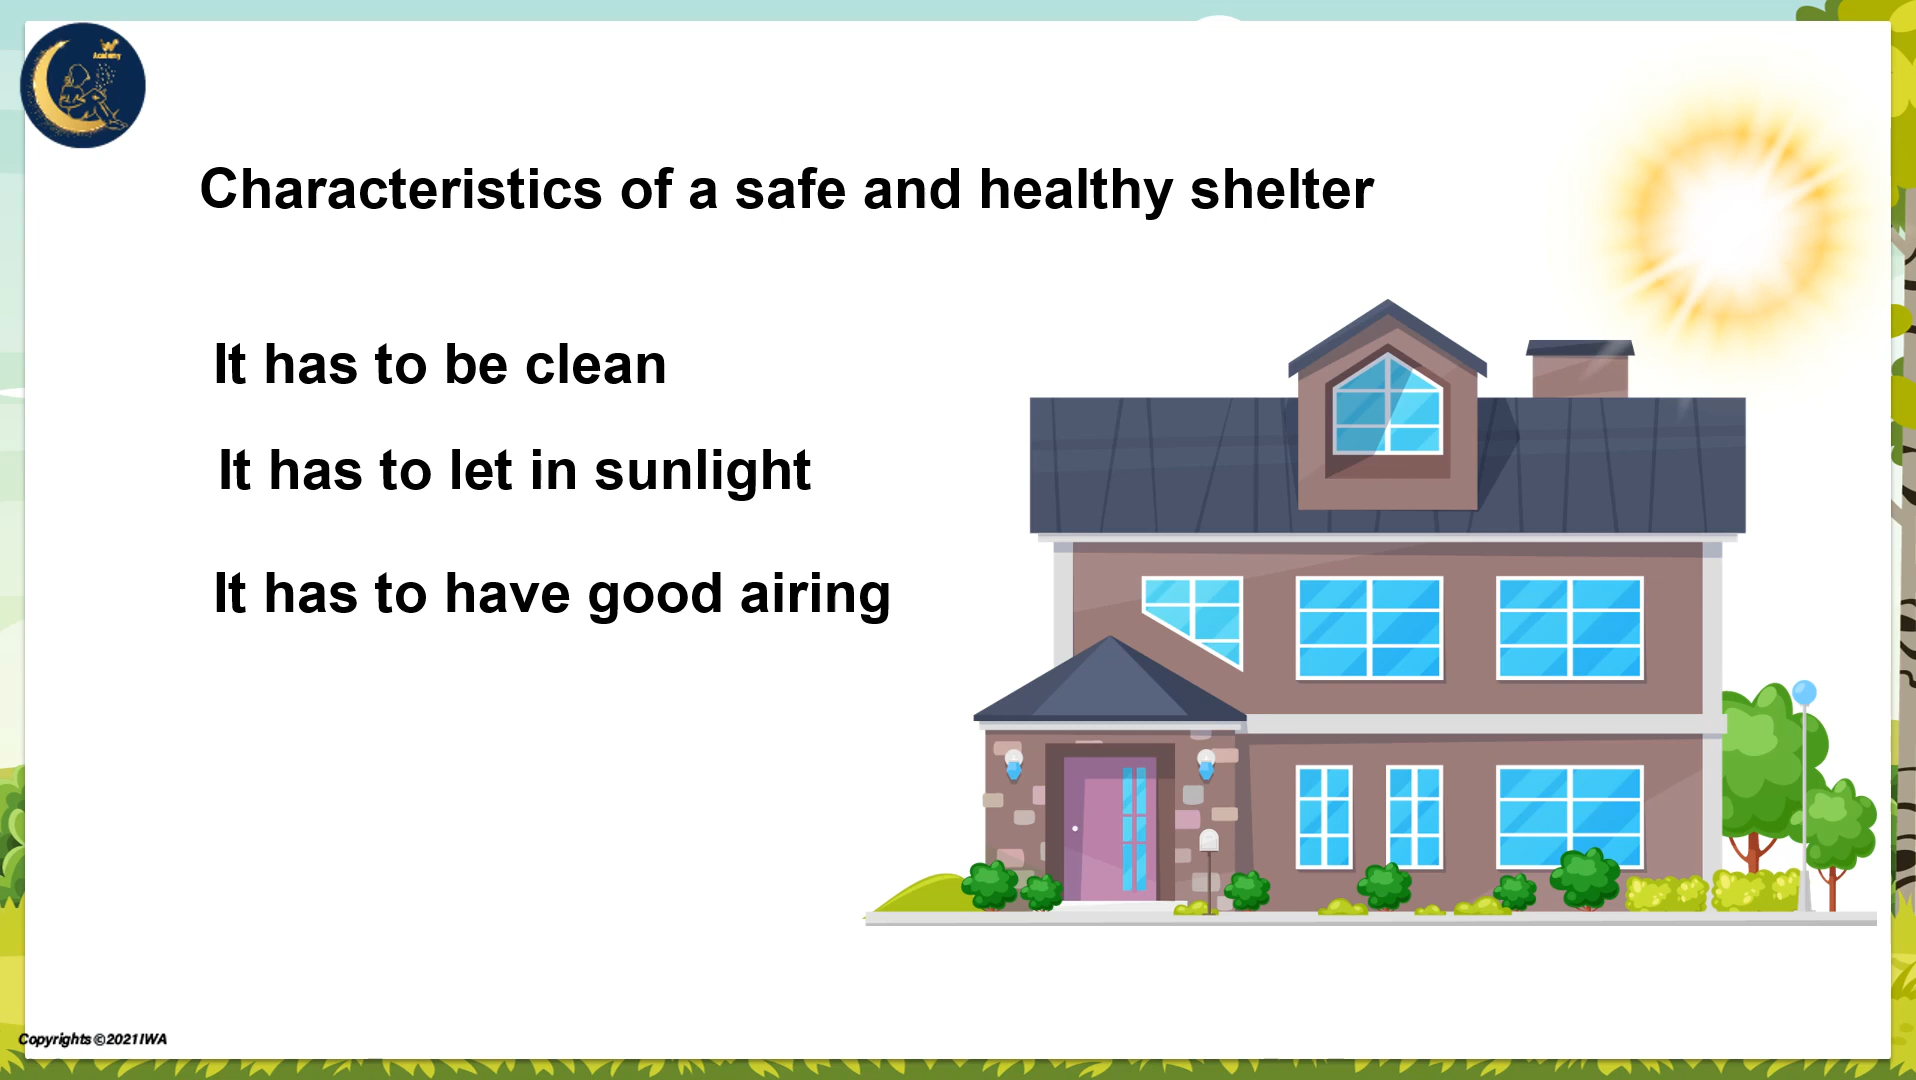 Academy
Characteristics of a safe and healthy shelter
It has to be clean
It has to let in sunlight
It has to have good airing
Copyrights ©2021 IWA